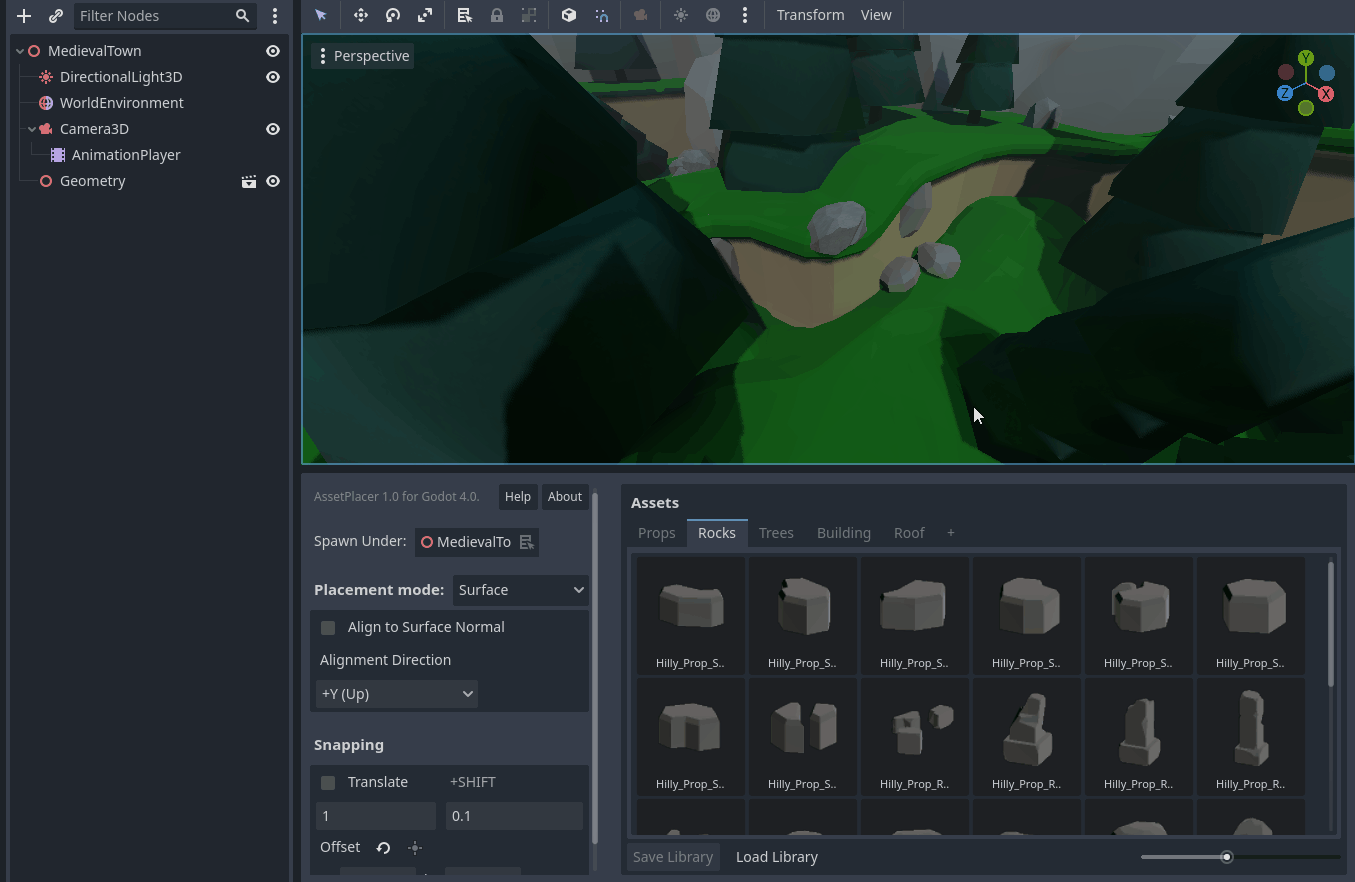 Filter Nodes
Transform View
MedievalTown
DirectionalLight3D
WorldEnvironment
Camera3D
AnimationPlayer
Geometry
Perspective
Y
Z
X
AssetPlacer 1.0 for Godot 4.0.
Help
About
Spawn Under:
MedievalTo
Placement mode:
Surface
Align to Surface Normal
Alignment Direction
+Y (Up)
Snapping
Translate +SHIFT
1 0.1
Offset
Assets
Props Rocks Trees Building Roof +
Hilly_Prop_S.. Hilly_Prop_S.. Hilly_Prop_S.. Hilly_Prop_S.. Hilly_Prop_S.. Hilly_Prop_S..
Hilly_Prop_S.. Hilly_Prop_S.. Hilly_Prop_R.. Hilly_Prop_R.. Hilly_Prop_R.. Hilly_Prop_R..
Save Library Load Library